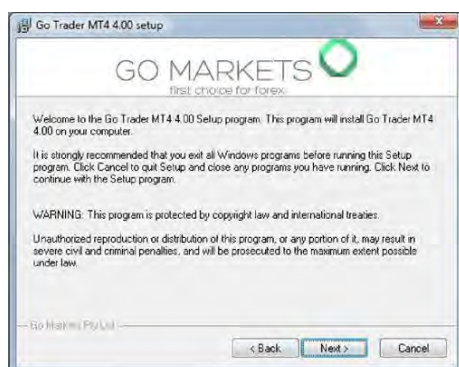 Go Trader MT4 4.00 setup
GO MARKETS
first choice for forex
Welcome to the Go Trader MT4 4.00 Setup program. This program will install Go Trader MT4
4.00 on your computer.
It is strongly recommended that you exit all Windows programs before running this Setup
program. Click Cancel to quit Setup and close any programs you have running. Click Next to
continue with the Setup program.
WARNING: This program is protected by copyright law and international treaties.
Unauthorized reproduction or distribution of this program, or any portion of it, may result in
severe civil and criminal penalties, and will be prosecuted to the maximum extent possible
under law.
Go Markets Pty Ltd
< Back Next > Cancel